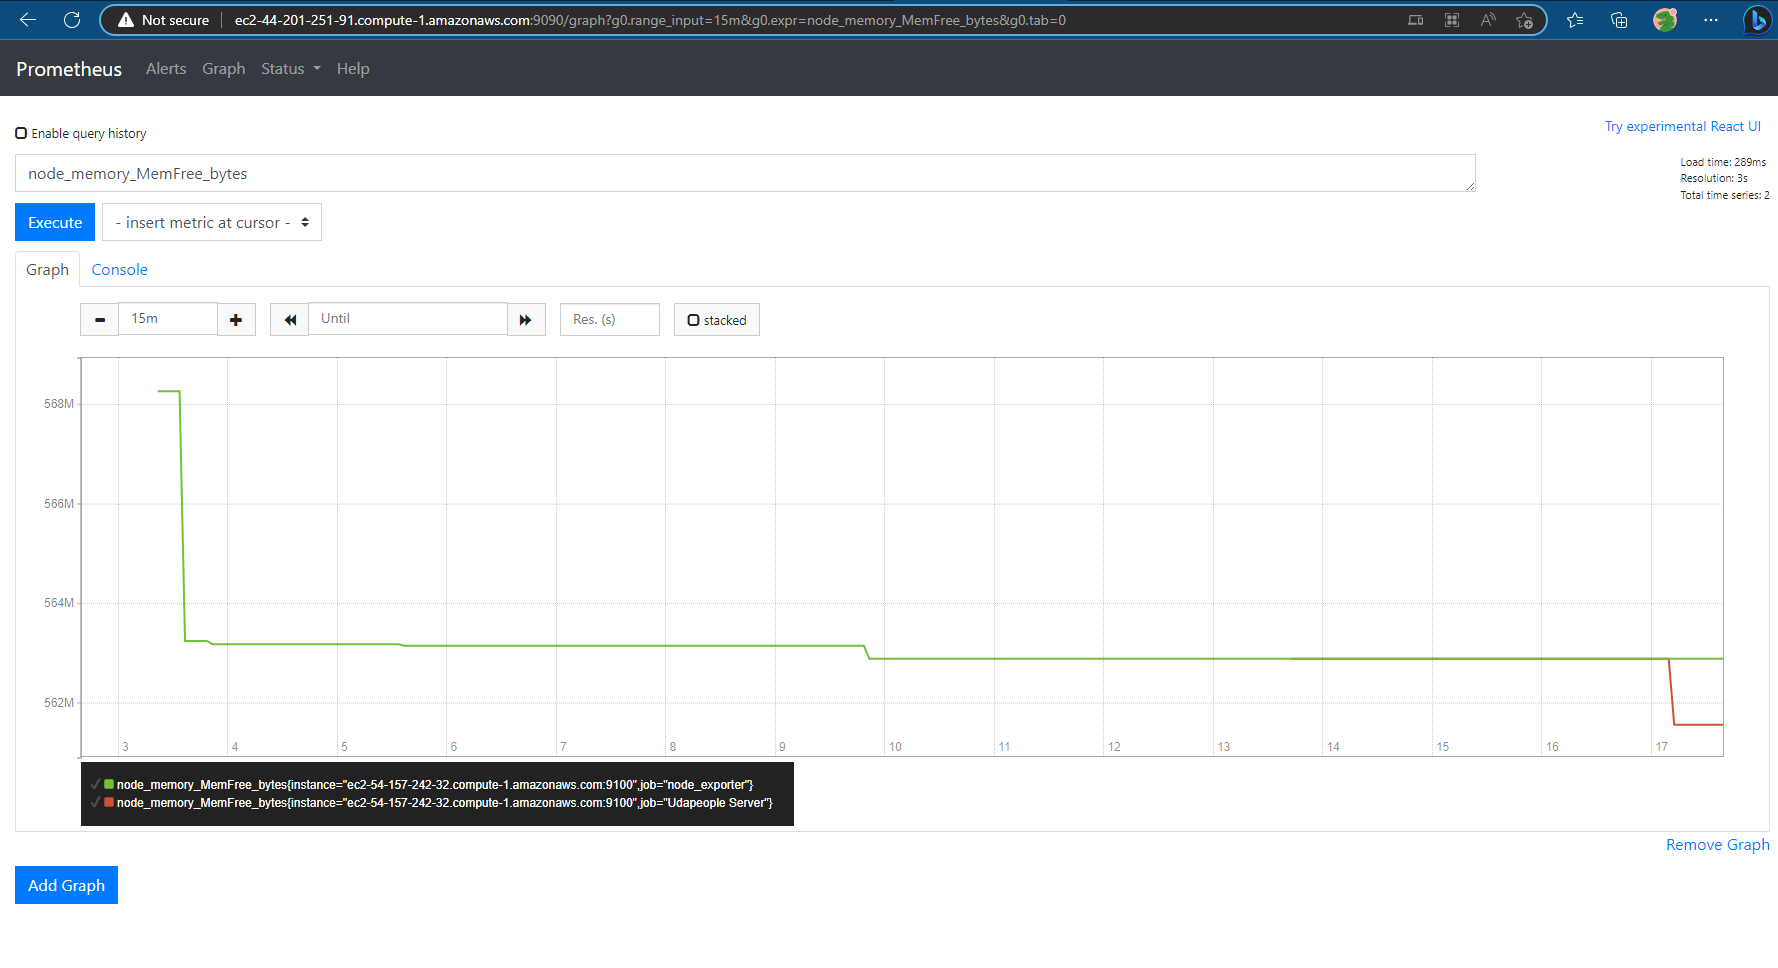 Not secure ec2-44-201-251-91.compute-1.amazonaws.com:9090/graph?g0.range_input=15m&g0.expr=node_memory_MemFree_bytes&g0.tab=0
Prometheus Alerts Graph Status Help
Enable query history
Try experimental React UI
node_memory_MemFree_bytes
Load time: 289ms
Resolution: 3s
Total time series: 2
Execute - insert metric at cursor -
Graph Console
15m Until Res. (s) stacked
568M
566M
564M
562M
3 4 5 6 7 8 9 10 11 12 13 14 15 16 17
node_memory_MemFree_bytes{instance="ec2-54-157-242-32.compute-1.amazonaws.com:9100",job="node_exporter"}
node_memory_MemFree_bytes{instance="ec2-54-157-242-32.compute-1.amazonaws.com:9100",job="Udapeople Server"}
Remove Graph
Add Graph